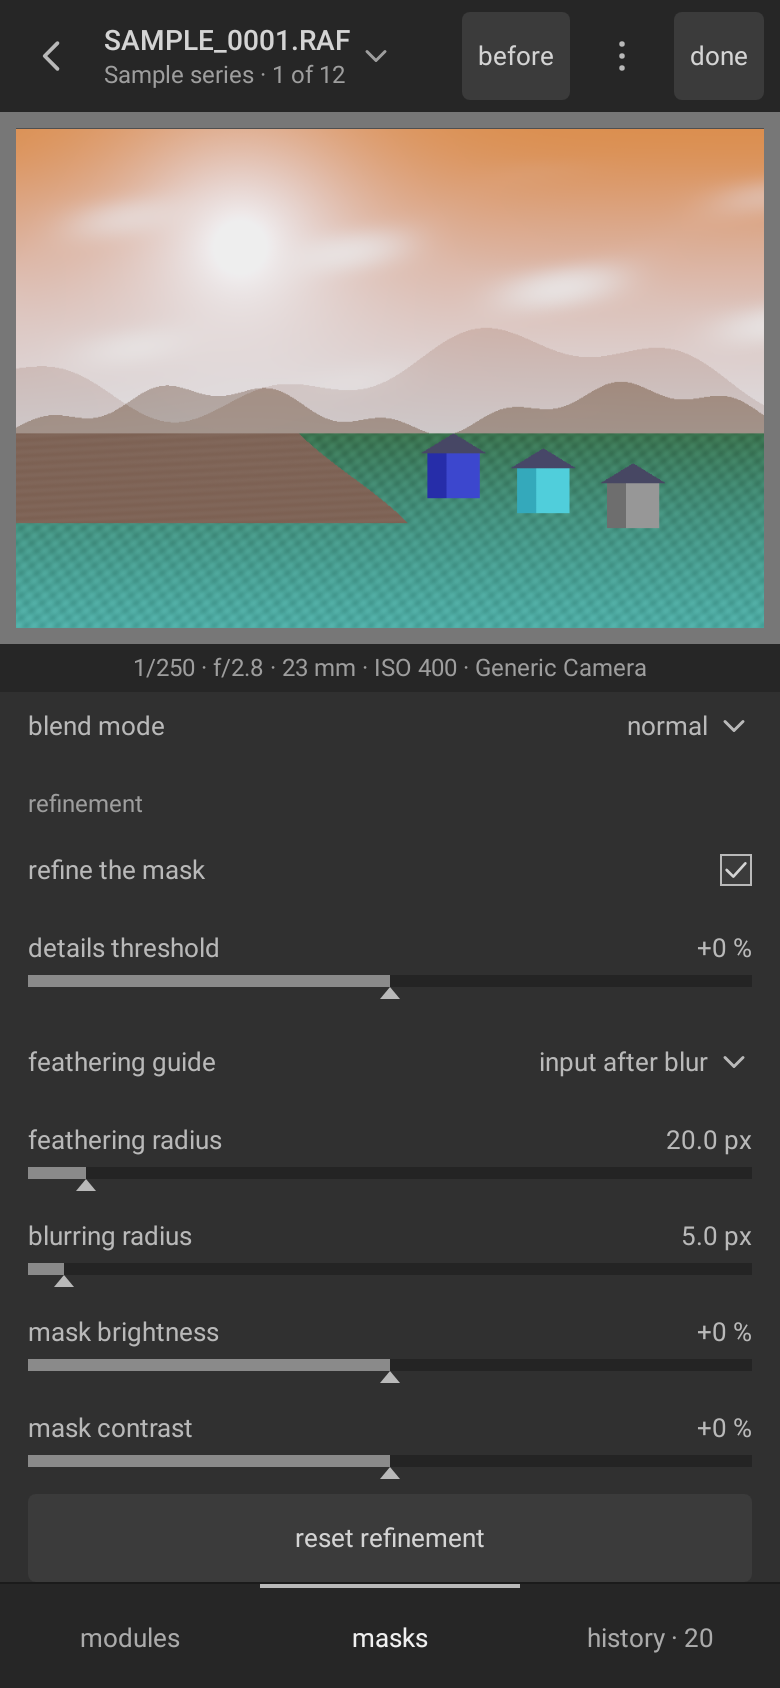 SAMPLE_0001.RAF
Sample series · 1 of 12
before
done
1/250 · f/2.8 · 23 mm · ISO 400 · Generic Camera
blend mode normal
refinement
refine the mask
details threshold +0 %
feathering guide input after blur
feathering radius 20.0 px
blurring radius 5.0 px
mask brightness +0 %
mask contrast +0 %
reset refinement
modules masks history · 20